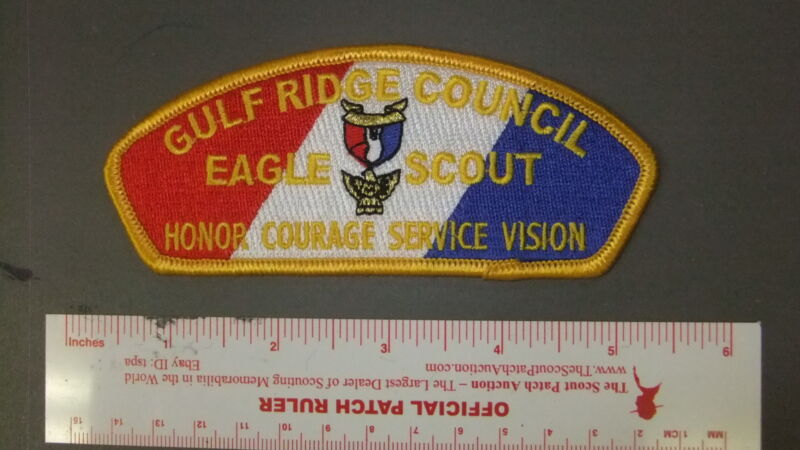 GULF RIDGE COUNCIL
EAGLE SCOUT
HONOR COURAGE SERVICE VISION
Inches 1 2 3 4 5 6
The Scout Patch Auction – The Largest Dealer of Scouting Memorabilia in the World
www.TheScoutPatchAuction.com Ebay ID: tspa
OFFICIAL PATCH RULER
MM 1 CM 2 3 4 5 6 7 8 9 10 11 12 13 14 15